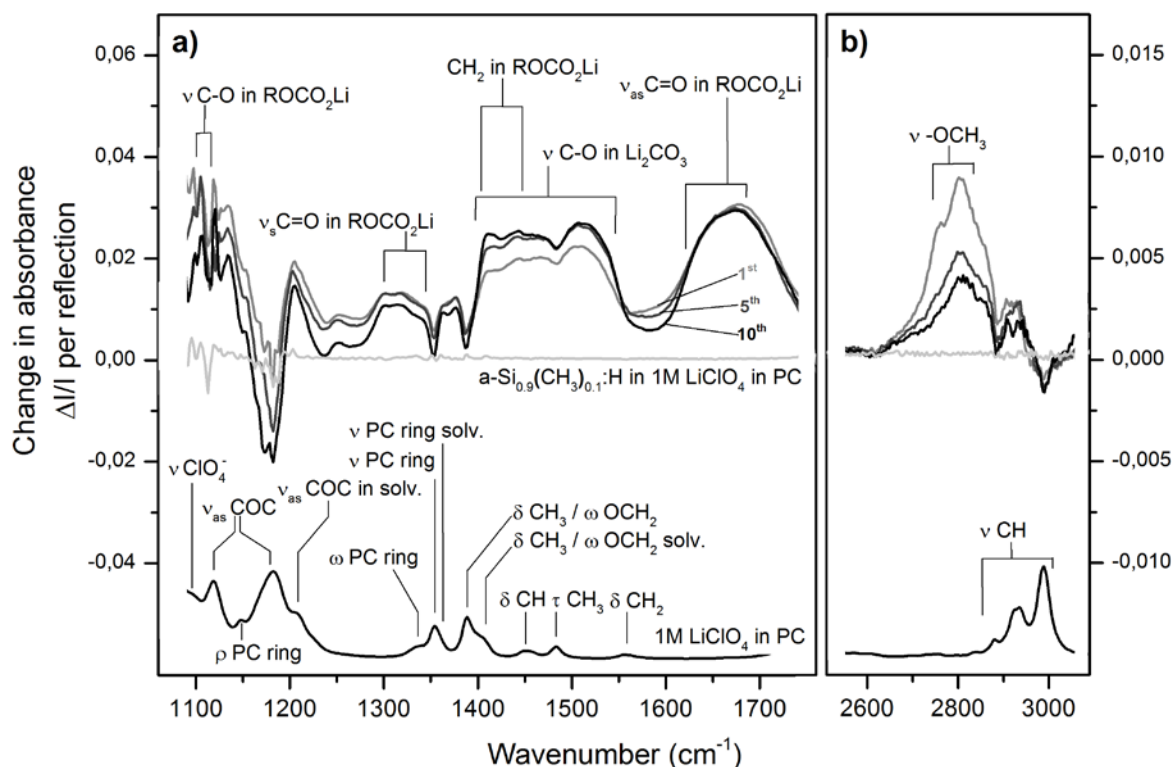 a)
b)
0,06
0,04
0,02
0,00
-0,02
-0,04
Change in absorbance
ΔI/I per reflection
ν C-O in ROCO₂Li
CH₂ in ROCO₂Li
ν_as C=O in ROCO₂Li
ν C-O in Li₂CO₃
ν_s C=O in ROCO₂Li
1ˢᵗ
5ᵗʰ
10ᵗʰ
a-Si₀.₉(CH₃)₀.₁:H in 1M LiClO₄ in PC
ν PC ring solv.
ν PC ring
ν ClO₄⁻
ν_as COC
ν_as COC in solv.
δ CH₃ / ω OCH₂
δ CH₃ / ω OCH₂ solv.
ω PC ring
δ CH τ CH₃ δ CH₂
ρ PC ring
1M LiClO₄ in PC
1100 1200 1300 1400 1500 1600 1700
ν -OCH₃
ν CH
0,015
0,010
0,005
0,000
-0,005
-0,010
2600 2800 3000
Wavenumber (cm⁻¹)